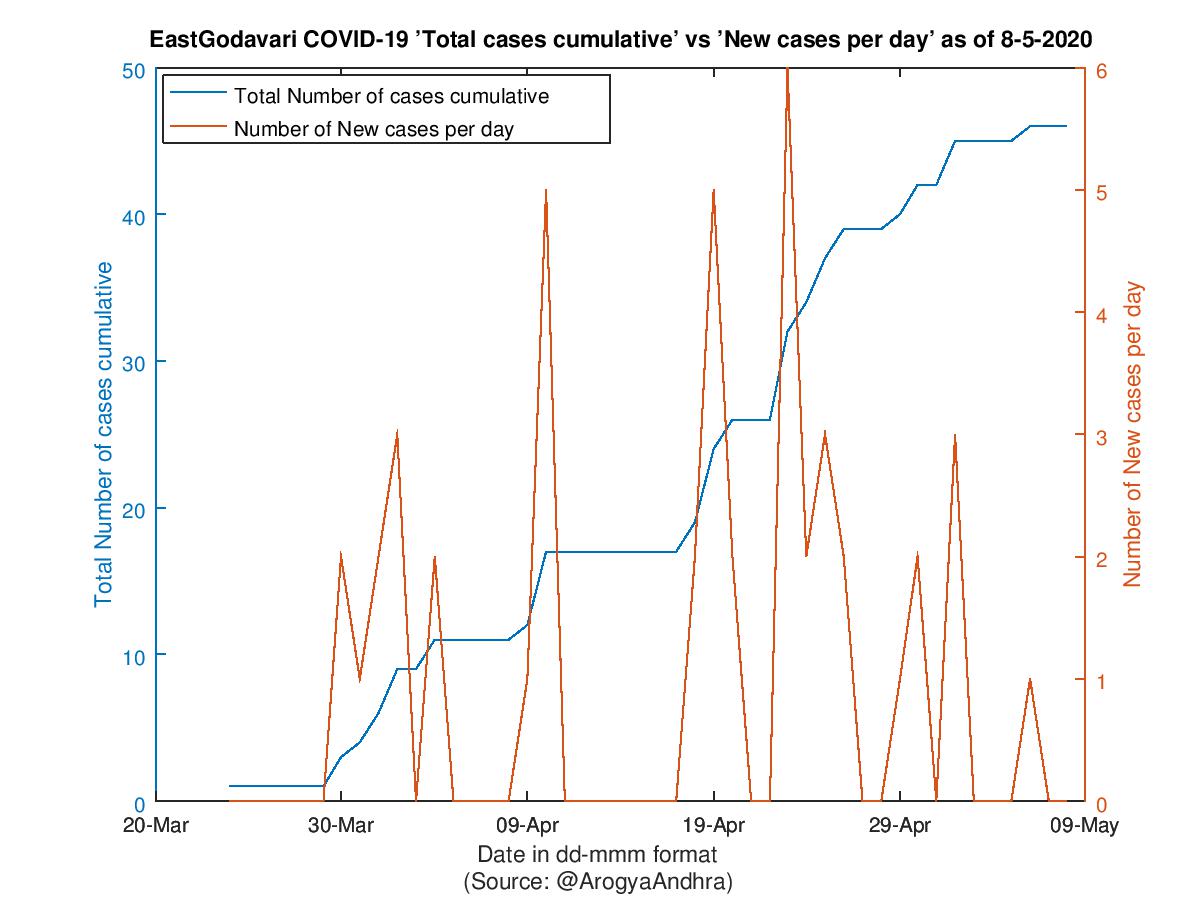 EastGodavari COVID-19 ’Total cases cumulative’ vs ’New cases per day’ as of 8-5-2020
Total Number of cases cumulative
Number of New cases per day
50
40
30
20
10
0
Total Number of cases cumulative
6
5
4
3
2
1
0
Number of New cases per day
20-Mar 30-Mar 09-Apr 19-Apr 29-Apr 09-May
Date in dd-mmm format
(Source: @ArogyaAndhra)